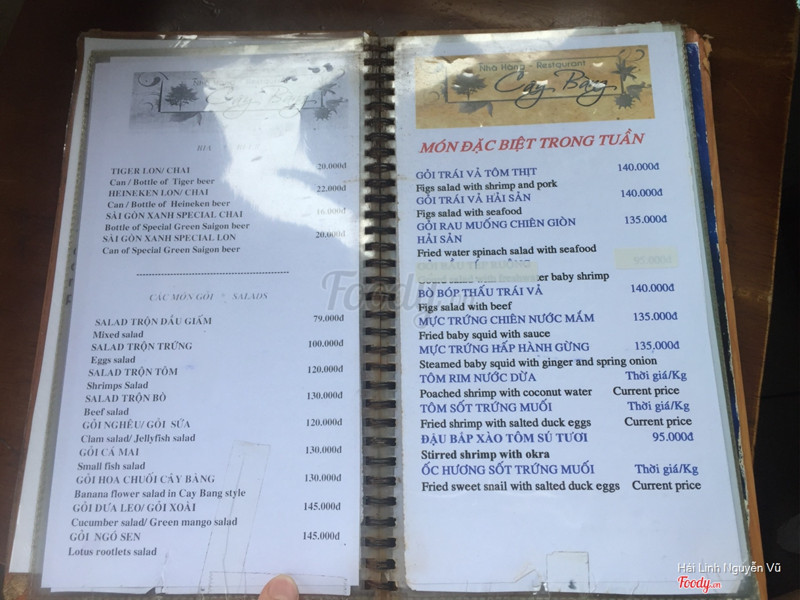 Cay Bang
BIA
TIGER LON/ CHAI 20.000đ
Can / Bottle of Tiger beer
HEINEKEN LON/ CHAI 22.000đ
Can / Bottle of Heineken beer
SÀI GÒN XANH SPECIAL CHAI 16.000đ
Bottle of Special Green Saigon beer
SÀI GÒN XANH SPECIAL LON 20.000đ
Can of Special Green Saigon beer
CÁC MÓN GỎI * SALADS
SALAD TRỘN DẦU GIẤM 79.000đ
Mixed salad
SALAD TRỘN TRỨNG 100.000đ
Eggs salad
SALAD TRỘN TÔM 120.000đ
Shrimps Salad
SALAD TRỘN BÒ 130.000đ
Beef salad
GỎI NGHÊU/ GỎI SỨA 120.000đ
Clam salad/ Jellyfish salad
GỎI CÁ MAI 130.000đ
Small fish salad
GỎI HOA CHUỐI CÂY BÀNG 130.000đ
Banana flower salad in Cay Bang style
GỎI DƯA LEO/ GỎI XOÀI 145.000đ
Cucumber salad/ Green mango salad
GỎI NGÓ SEN 145.000đ
Lotus rootlets salad
Nhà Hàng - Restaurant
Cay Bang
MÓN ĐẶC BIỆT TRONG TUẦN
GỎI TRÁI VẢ TÔM THỊT 140.000đ
Figs salad with shrimp and pork
GỎI TRÁI VẢ HẢI SẢN 140.000đ
Figs salad with seafood
GỎI RAU MUỐNG CHIÊN GIÒN 135.000đ
HẢI SẢN
Fried water spinach salad with seafood
GỎI BẦU TÉP RUỘNG 95.000đ
salad with freshwater baby shrimp
BÒ BÓP THẤU TRÁI VẢ 140.000đ
Figs salad with beef
MỰC TRỨNG CHIÊN NƯỚC MẮM 135.000đ
Fried baby squid with sauce
MỰC TRỨNG HẤP HÀNH GỪNG 135,000đ
Steamed baby squid with ginger and spring onion
TÔM RIM NƯỚC DỪA Thời giá/Kg
Poached shrimp with coconut water Current price
TÔM SỐT TRỨNG MUỐI Thời giá/Kg
Fried shrimp with salted duck eggs Current price
ĐẬU BẮP XÀO TÔM SÚ TƯƠI 95.000đ
Stirred shrimp with okra
ỐC HƯƠNG SỐT TRỨNG MUỐI Thời giá/Kg
Fried sweet snail with salted duck eggs Current price
Foody.vn
Hải Linh Nguyễn Vũ
Foody.vn